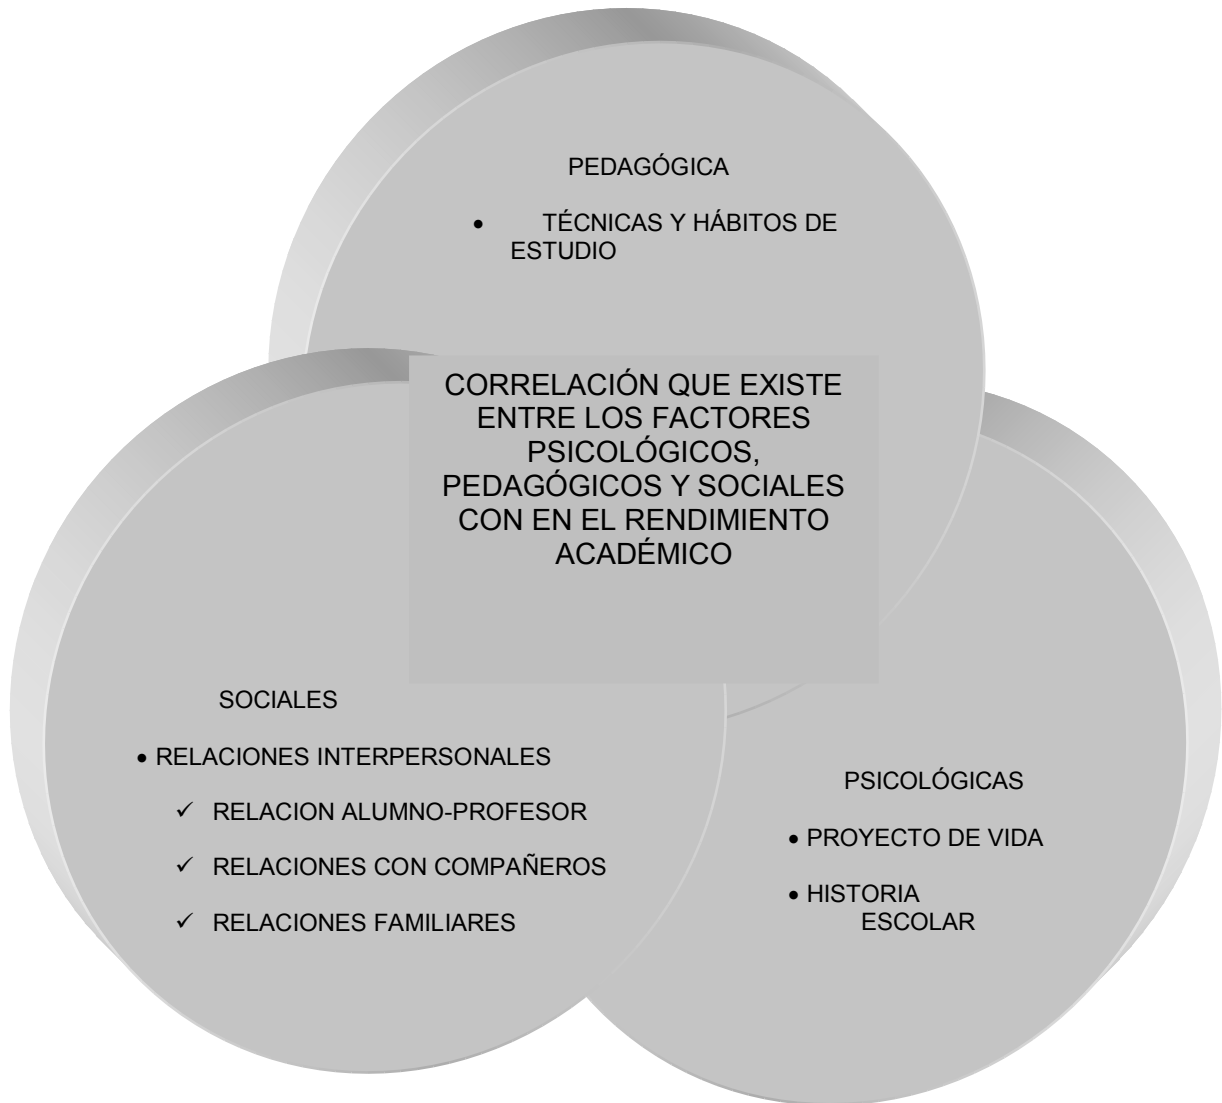 PEDAGÓGICA
• TÉCNICAS Y HÁBITOS DE
ESTUDIO
CORRELACIÓN QUE EXISTE
ENTRE LOS FACTORES
PSICOLÓGICOS,
PEDAGÓGICOS Y SOCIALES
CON EN EL RENDIMIENTO
ACADÉMICO
SOCIALES
• RELACIONES INTERPERSONALES
✓ RELACION ALUMNO-PROFESOR
✓ RELACIONES CON COMPAÑEROS
✓ RELACIONES FAMILIARES
PSICOLÓGICAS
• PROYECTO DE VIDA
• HISTORIA
ESCOLAR